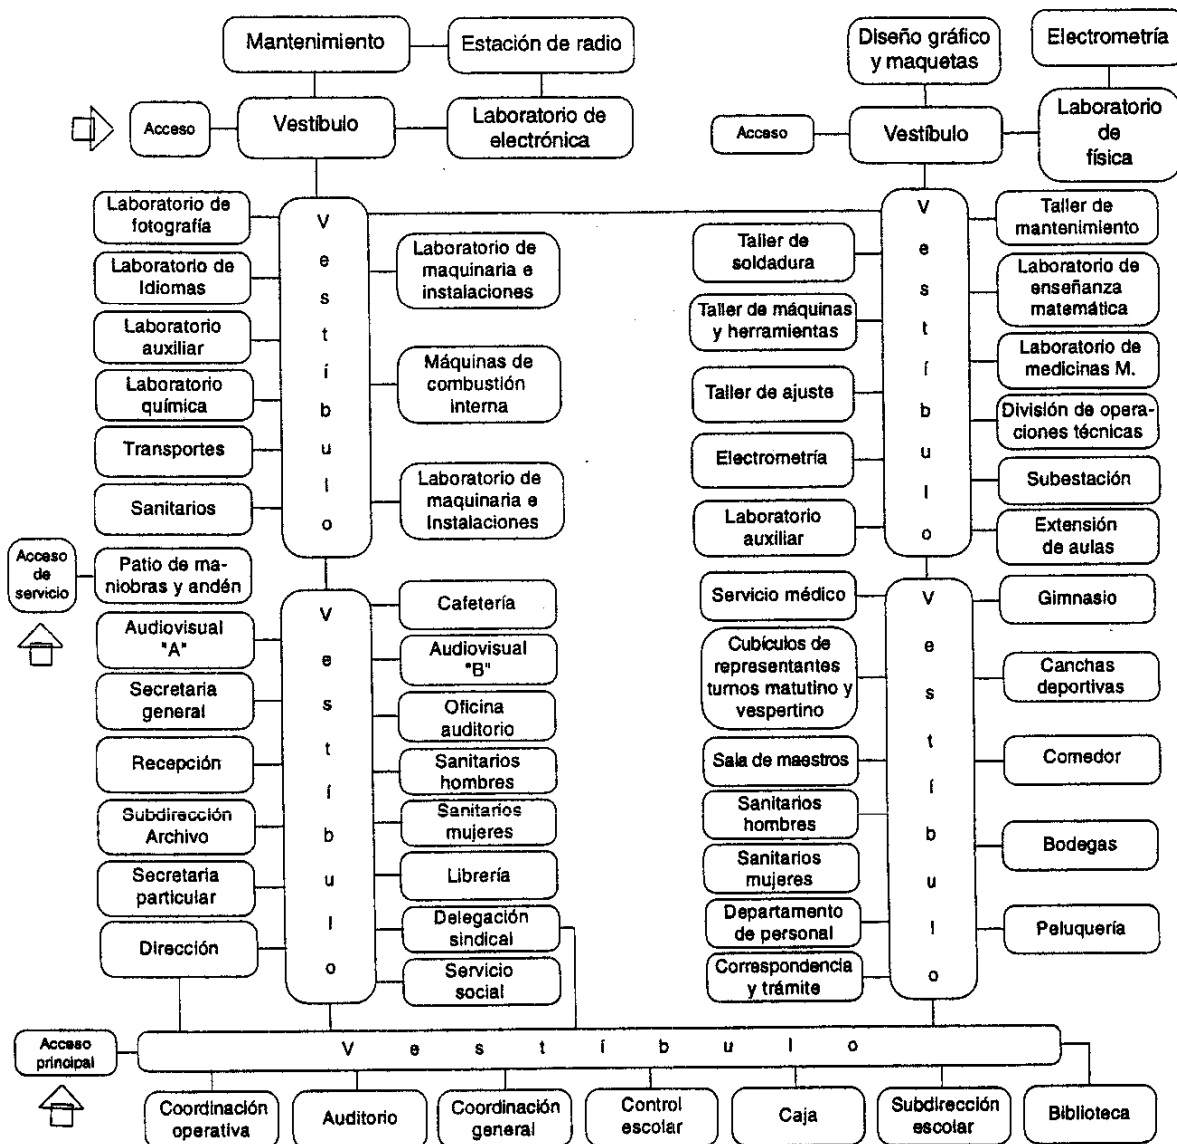 Mantenimiento
Estación de radio
Acceso
Vestíbulo
Laboratorio de
electrónica
Diseño gráfico
y maquetas
Electrometría
Acceso
Vestíbulo
Laboratorio
de
física
Laboratorio de
fotografía
Laboratorio de
Idiomas
Laboratorio
auxiliar
Laboratorio
química
Transportes
Sanitarios
Vestíbulo
Laboratorio de
maquinaria e
instalaciones
Máquinas de
combustión
interna
Laboratorio de
maquinaria e
Instalaciones
Taller de
soldadura
Taller de máquinas
y herramientas
Taller de ajuste
Electrometría
Laboratorio
auxiliar
Vestíbulo
Taller de
mantenimiento
Laboratorio de
enseñanza
matemática
Laboratorio de
medicinas M.
División de opera-
ciones técnicas
Subestación
Extensión
de aulas
Acceso
de
servicio
Patio de ma-
niobras y andén
Audiovisual
"A"
Secretaria
general
Recepción
Subdirección
Archivo
Secretaria
particular
Dirección
Vestíbulo
Cafetería
Audiovisual
"B"
Oficina
auditorio
Sanitarios
hombres
Sanitarios
mujeres
Librería
Delegación
sindical
Servicio
social
Servicio médico
Cubículos de
representantes
turnos matutino y
vespertino
Sala de maestros
Sanitarios
hombres
Sanitarios
mujeres
Departamento
de personal
Correspondencia
y trámite
Vestíbulo
Gimnasio
Canchas
deportivas
Comedor
Bodegas
Peluquería
Acceso
principal
Vestíbulo
Coordinación
operativa
Auditorio
Coordinación
general
Control
escolar
Caja
Subdirección
escolar
Biblioteca